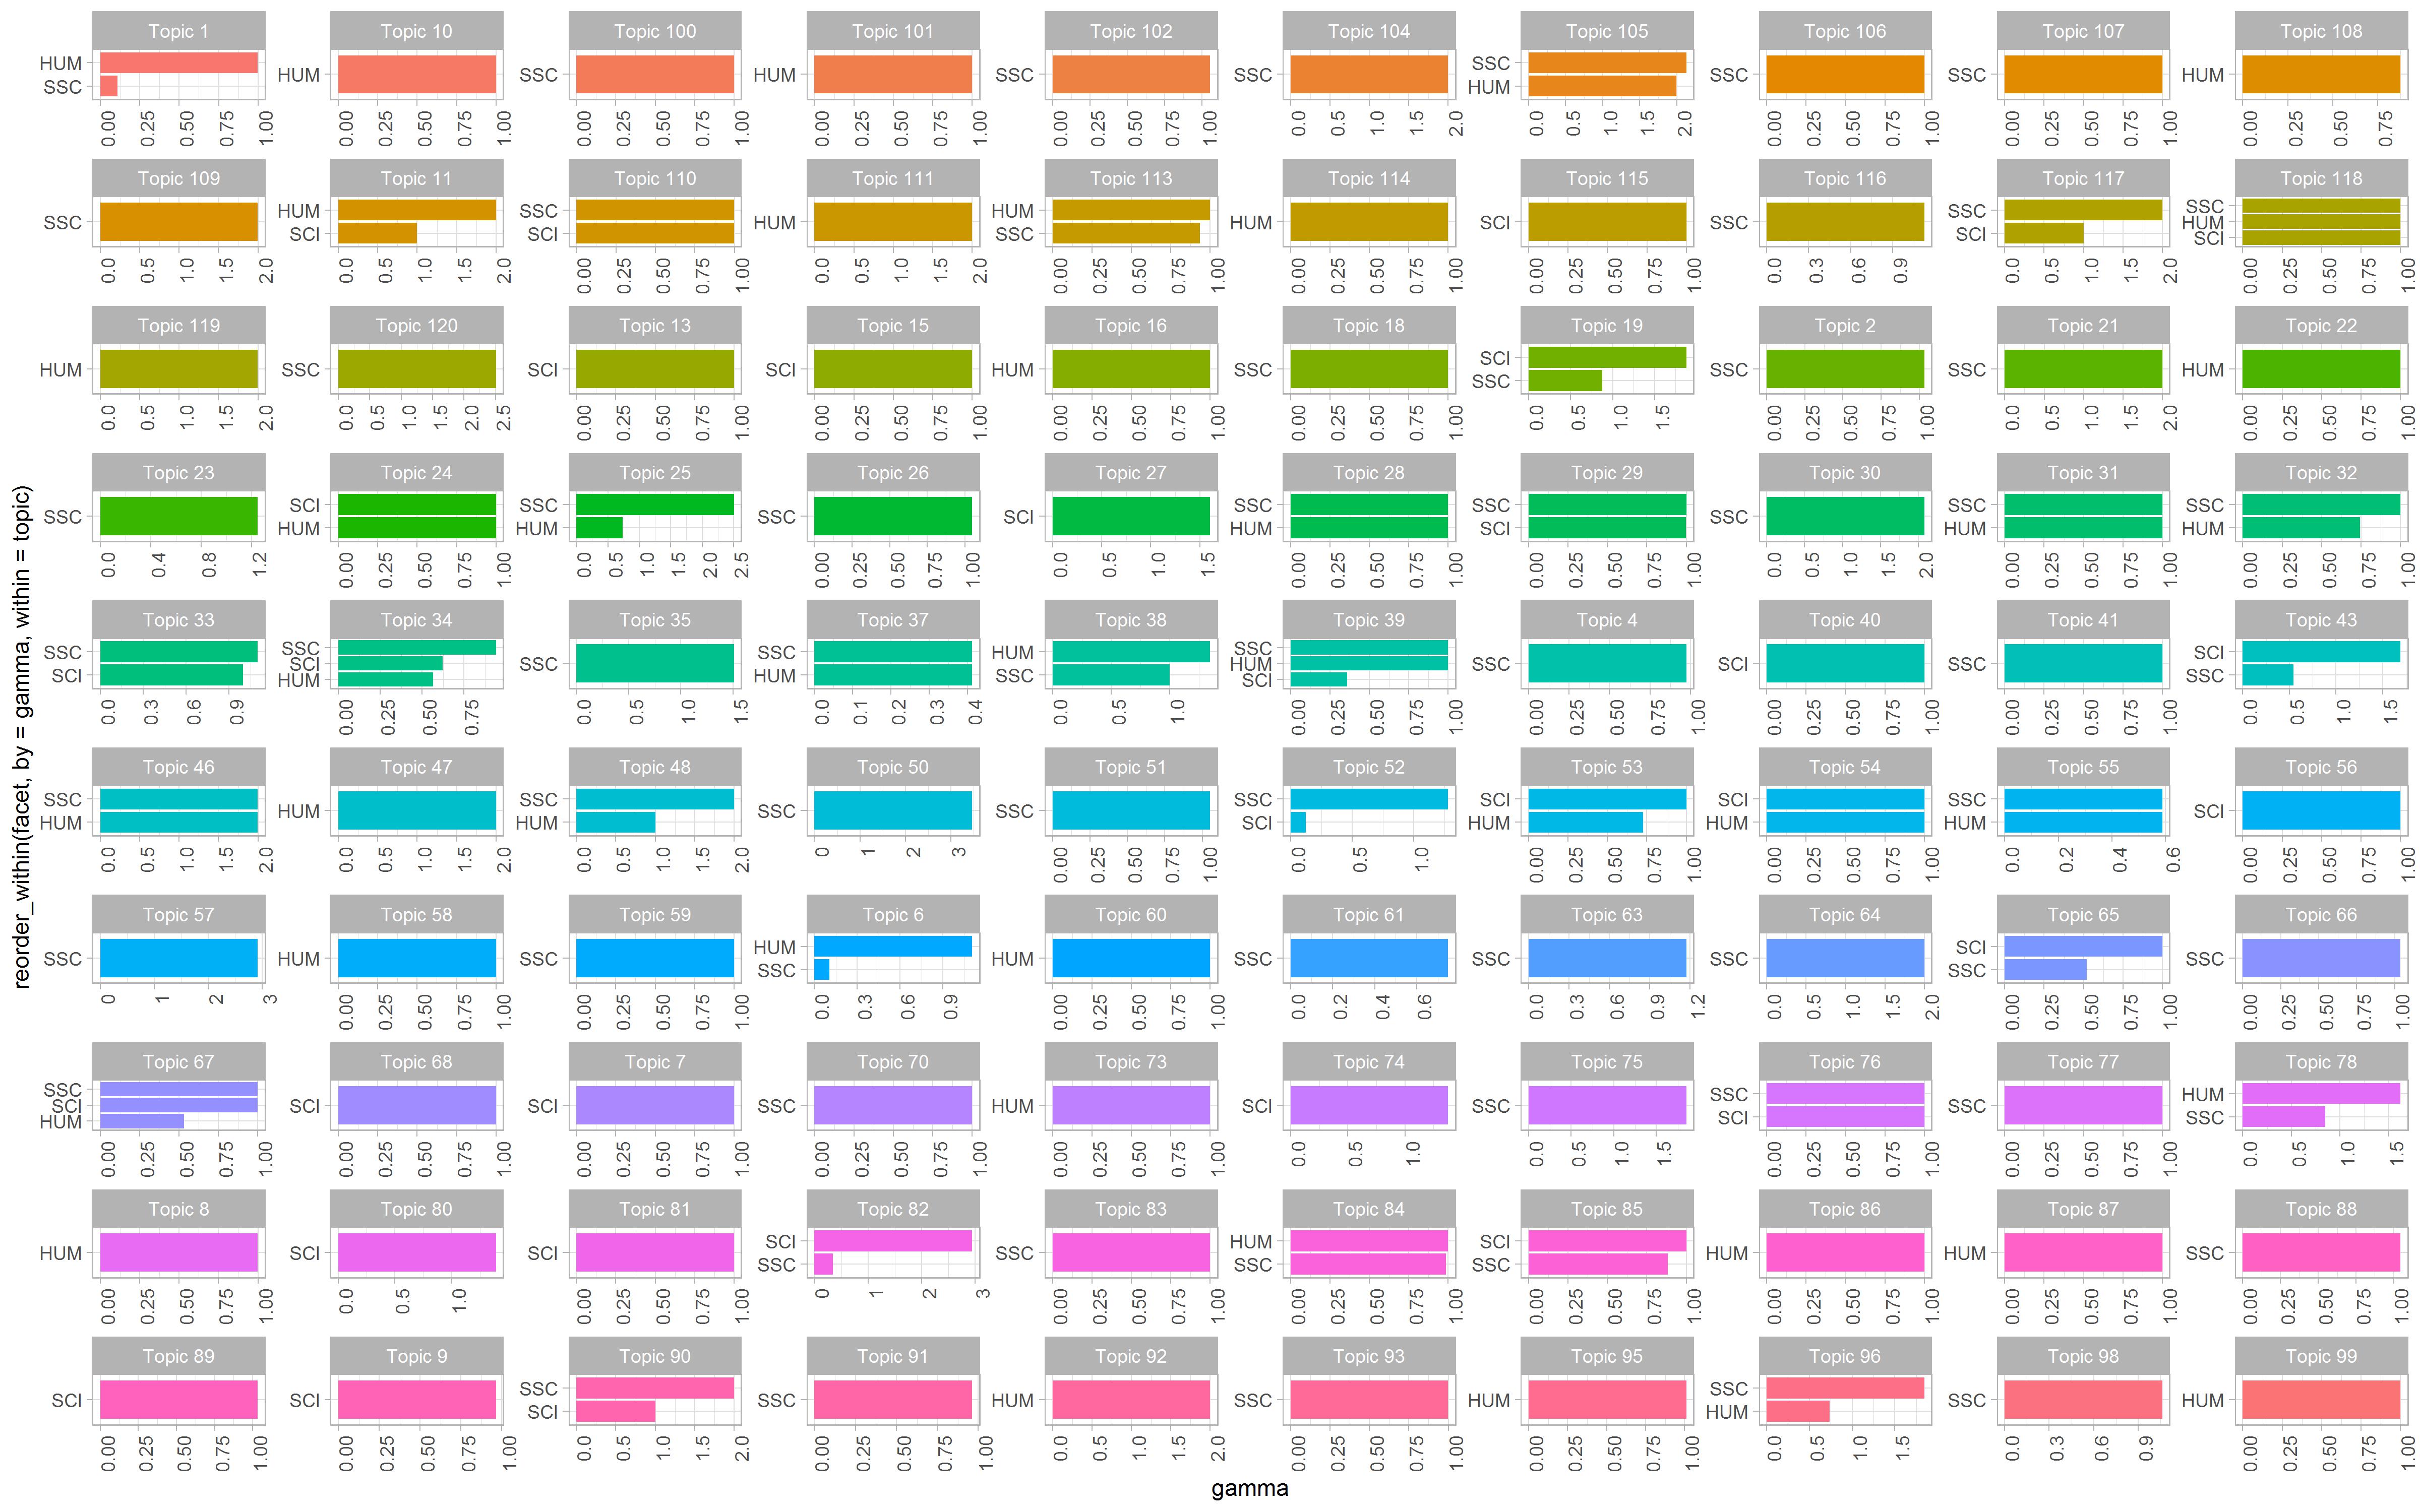 Topic 1 Topic 10 Topic 100 Topic 101 Topic 102 Topic 104 Topic 105 Topic 106 Topic 107 Topic 108
HUM SSC HUM SSC HUM SSC SSC SSC HUM SSC SSC HUM
0.00 0.25 0.50 0.75 1.00 0.00 0.25 0.50 0.75 1.00 0.00 0.25 0.50 0.75 1.00 0.00 0.25 0.50 0.75 1.00 0.00 0.25 0.50 0.75 1.00 0.0 0.5 1.0 1.5 2.0 0.0 0.5 1.0 1.5 2.0 0.00 0.25 0.50 0.75 1.00 0.00 0.25 0.50 0.75 1.00 0.00 0.25 0.50 0.75
Topic 109 Topic 11 Topic 110 Topic 111 Topic 113 Topic 114 Topic 115 Topic 116 Topic 117 Topic 118
SSC HUM SCI SSC SCI HUM HUM SSC HUM SCI SSC SSC SCI SSC HUM SCI
0.0 0.5 1.0 1.5 2.0 0.0 0.5 1.0 1.5 2.0 0.00 0.25 0.50 0.75 1.00 0.0 0.5 1.0 1.5 2.0 0.00 0.25 0.50 0.75 1.00 0.00 0.25 0.50 0.75 1.00 0.00 0.25 0.50 0.75 1.00 0.0 0.3 0.6 0.9 0.0 0.5 1.0 1.5 2.0 0.00 0.25 0.50 0.75 1.00
Topic 119 Topic 120 Topic 13 Topic 15 Topic 16 Topic 18 Topic 19 Topic 2 Topic 21 Topic 22
HUM SSC SCI SCI HUM SSC SCI SSC SSC SSC HUM
0.0 0.5 1.0 1.5 2.0 0.0 0.5 1.0 1.5 2.0 2.5 0.00 0.25 0.50 0.75 1.00 0.00 0.25 0.50 0.75 1.00 0.00 0.25 0.50 0.75 1.00 0.00 0.25 0.50 0.75 1.00 0.0 0.5 1.0 1.5 0.00 0.25 0.50 0.75 1.00 0.0 0.5 1.0 1.5 2.0 0.00 0.25 0.50 0.75 1.00
Topic 23 Topic 24 Topic 25 Topic 26 Topic 27 Topic 28 Topic 29 Topic 30 Topic 31 Topic 32
SSC SCI HUM SSC HUM SSC SCI SSC HUM SSC SCI SSC SSC HUM SSC HUM
0.0 0.4 0.8 1.2 0.00 0.25 0.50 0.75 1.00 0.0 0.5 1.0 1.5 2.0 2.5 0.00 0.25 0.50 0.75 1.00 0.0 0.5 1.0 1.5 0.00 0.25 0.50 0.75 1.00 0.00 0.25 0.50 0.75 1.00 0.0 0.5 1.0 1.5 2.0 0.00 0.25 0.50 0.75 1.00 0.00 0.25 0.50 0.75 1.00
reorder_within(facet, by = gamma, within = topic)
Topic 33 Topic 34 Topic 35 Topic 37 Topic 38 Topic 39 Topic 4 Topic 40 Topic 41 Topic 43
SSC SCI SSC SCI HUM SSC SSC HUM HUM SSC SSC HUM SCI SSC SCI SSC SCI SSC
0.0 0.3 0.6 0.9 0.00 0.25 0.50 0.75 0.0 0.5 1.0 1.5 0.0 0.1 0.2 0.3 0.4 0.0 0.5 1.0 0.00 0.25 0.50 0.75 1.00 0.00 0.25 0.50 0.75 1.00 0.00 0.25 0.50 0.75 1.00 0.00 0.25 0.50 0.75 1.00 0.0 0.5 1.0 1.5
Topic 46 Topic 47 Topic 48 Topic 50 Topic 51 Topic 52 Topic 53 Topic 54 Topic 55 Topic 56
SSC HUM HUM SSC HUM SSC SSC SSC SCI SCI HUM SCI HUM SSC HUM SCI
0.0 0.5 1.0 1.5 2.0 0.0 0.5 1.0 1.5 2.0 0.0 0.5 1.0 1.5 2.0 0 1 2 3 0.00 0.25 0.50 0.75 1.00 0.0 0.5 1.0 0.00 0.25 0.50 0.75 1.00 0.00 0.25 0.50 0.75 1.00 0.0 0.2 0.4 0.6 0.00 0.25 0.50 0.75 1.00
Topic 57 Topic 58 Topic 59 Topic 6 Topic 60 Topic 61 Topic 63 Topic 64 Topic 65 Topic 66
SSC HUM SSC HUM SSC HUM SSC SSC SSC SCI SSC SSC
0 1 2 3 0.00 0.25 0.50 0.75 1.00 0.00 0.25 0.50 0.75 1.00 0.0 0.3 0.6 0.9 0.00 0.25 0.50 0.75 1.00 0.0 0.2 0.4 0.6 0.0 0.3 0.6 0.9 1.2 0.0 0.5 1.0 1.5 2.0 0.00 0.25 0.50 0.75 1.00 0.00 0.25 0.50 0.75 1.00
Topic 67 Topic 68 Topic 7 Topic 70 Topic 73 Topic 74 Topic 75 Topic 76 Topic 77 Topic 78
SSC SCI HUM SCI SCI SSC HUM SCI SSC SSC SCI SSC HUM SSC
0.00 0.25 0.50 0.75 1.00 0.00 0.25 0.50 0.75 1.00 0.00 0.25 0.50 0.75 1.00 0.00 0.25 0.50 0.75 1.00 0.00 0.25 0.50 0.75 1.00 0.0 0.5 1.0 0.0 0.5 1.0 1.5 0.00 0.25 0.50 0.75 1.00 0.00 0.25 0.50 0.75 1.00 0.0 0.5 1.0 1.5
Topic 8 Topic 80 Topic 81 Topic 82 Topic 83 Topic 84 Topic 85 Topic 86 Topic 87 Topic 88
HUM SCI SCI SCI SSC SSC HUM SSC SCI SSC HUM HUM SSC
0.00 0.25 0.50 0.75 1.00 0.0 0.5 1.0 0.00 0.25 0.50 0.75 1.00 0 1 2 3 0.00 0.25 0.50 0.75 1.00 0.00 0.25 0.50 0.75 1.00 0.00 0.25 0.50 0.75 1.00 0.00 0.25 0.50 0.75 1.00 0.00 0.25 0.50 0.75 1.00 0.00 0.25 0.50 0.75 1.00
Topic 89 Topic 9 Topic 90 Topic 91 Topic 92 Topic 93 Topic 95 Topic 96 Topic 98 Topic 99
SCI SCI SSC SCI SSC HUM SSC HUM SSC HUM SSC HUM
0.00 0.25 0.50 0.75 1.00 0.00 0.25 0.50 0.75 1.00 0.0 0.5 1.0 1.5 2.0 0.00 0.25 0.50 0.75 1.00 0.0 0.5 1.0 1.5 2.0 0.00 0.25 0.50 0.75 1.00 0.00 0.25 0.50 0.75 1.00 0.0 0.5 1.0 1.5 0.0 0.3 0.6 0.9 0.00 0.25 0.50 0.75 1.00
gamma